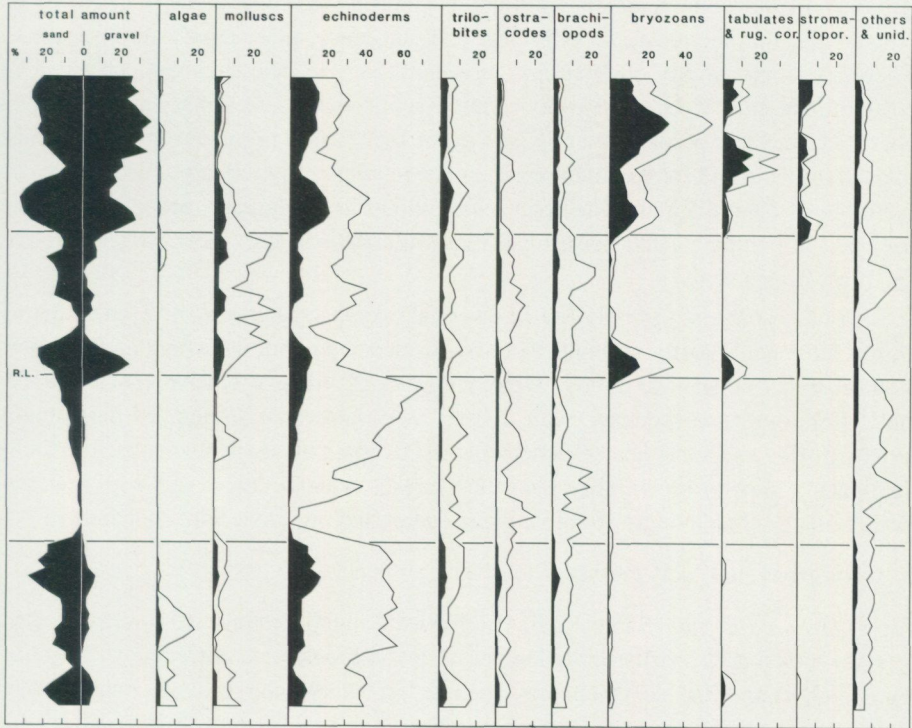 total amount
sand gravel
% 20 0 20
algae
20
molluscs
20
echinoderms
20 40 60
trilo-
bites
20
ostra-
codes
20
brachi-
opods
20
bryozoans
20 40
tabulates
& rug. cor.
20
stroma-
topor.
20
others
& unid.
20
R.L.